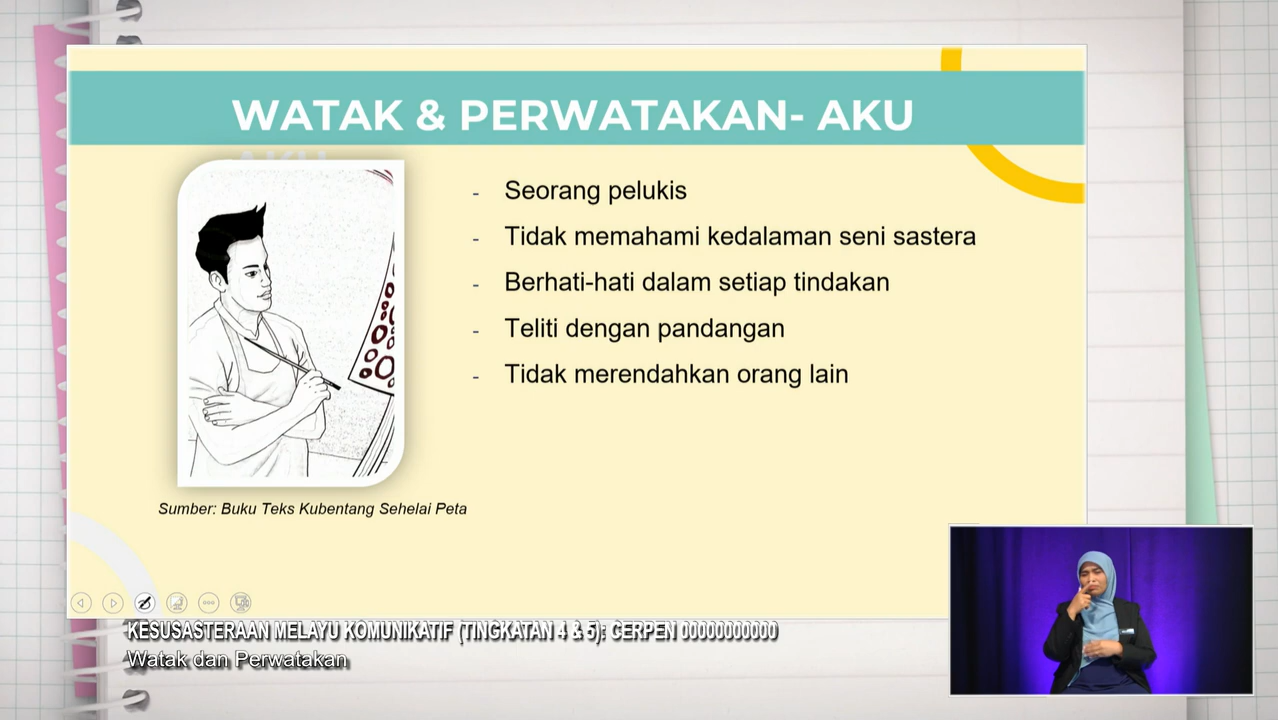 WATAK & PERWATAKAN- AKU
AKU
- Seorang pelukis
- Tidak memahami kedalaman seni sastera
- Berhati-hati dalam setiap tindakan
- Teliti dengan pandangan
- Tidak merendahkan orang lain
Sumber: Buku Teks Kubentang Sehelai Peta
KESUSASTERAAN MELAYU KOMUNIKATIF (TINGKATAN 4 & 5): CERPEN 00000000000
Watak dan Perwatakan